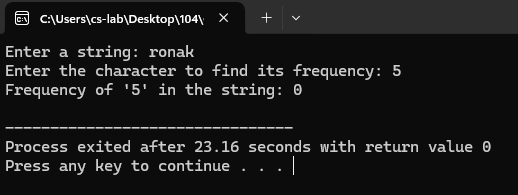 C:\Users\cs-lab\Desktop\104\
Enter a string: ronak
Enter the character to find its frequency: 5
Frequency of '5' in the string: 0
--------------------------------
Process exited after 23.16 seconds with return value 0
Press any key to continue . . .